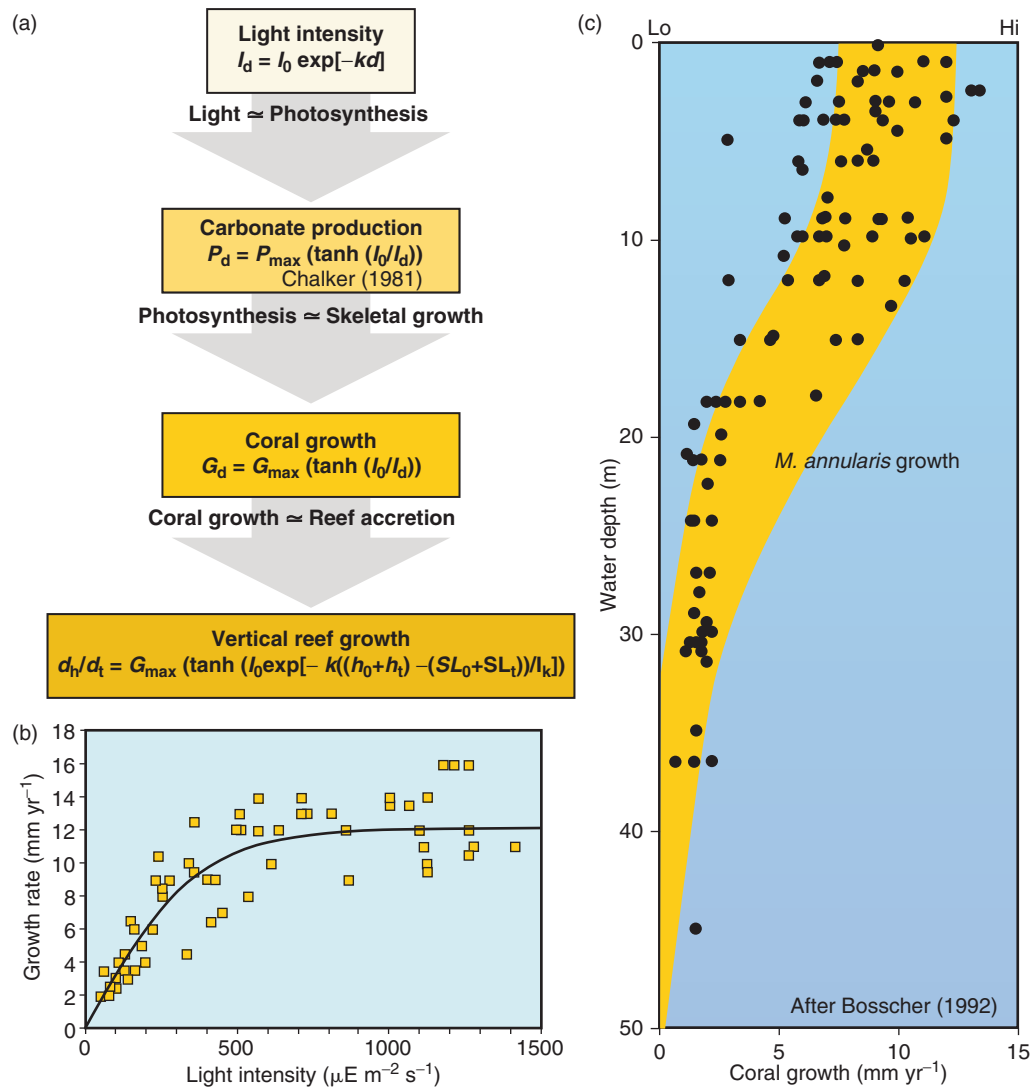 (a)
Light intensity
I_d = I_0 exp[−kd]
Light ≃ Photosynthesis
Carbonate production
P_d = P_max (tanh (I_0/I_d))
Chalker (1981)
Photosynthesis ≃ Skeletal growth
Coral growth
G_d = G_max (tanh (I_0/I_d))
Coral growth ≃ Reef accretion
Vertical reef growth
d_h/d_t = G_max (tanh (I_0exp[− k((h_0+h_t) −(SL_0+SL_t))/I_k])
(b)
18
16
14
12
10
8
6
4
2
0
Growth rate (mm yr⁻¹)
0 500 1000 1500
Light intensity (μE m⁻² s⁻¹)
(c)
Lo Hi
0
10
20
30
40
50
Water depth (m)
M. annularis growth
After Bosscher (1992)
0 5 10 15
Coral growth (mm yr⁻¹)